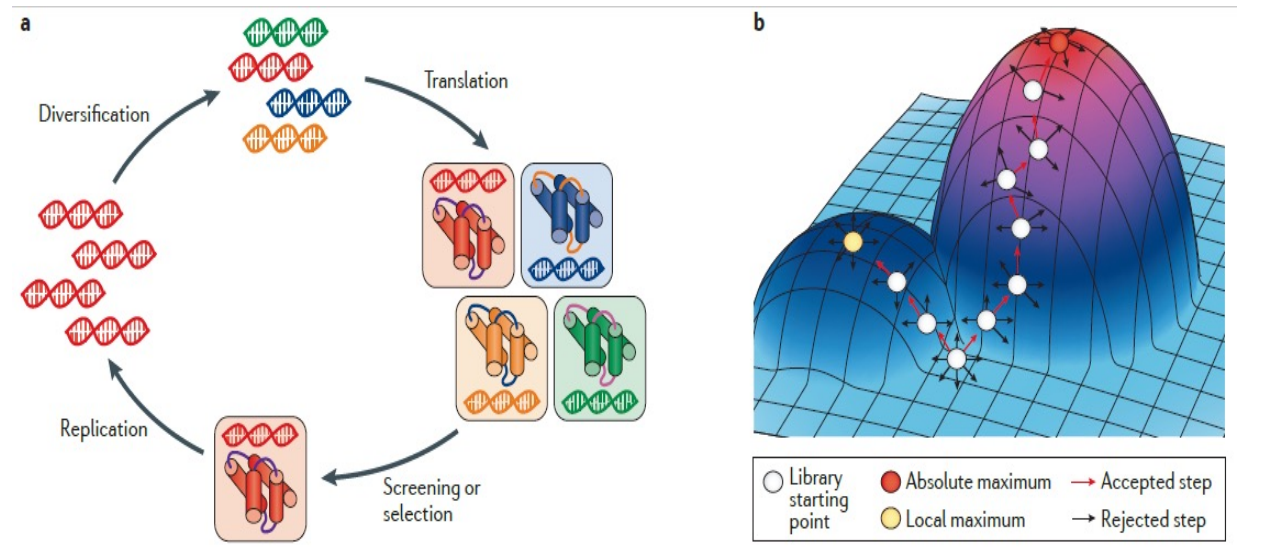 a
Diversification
Translation
Replication
Screening or
selection
b
Library
starting
point
Absolute maximum
Local maximum
Accepted step
Rejected step